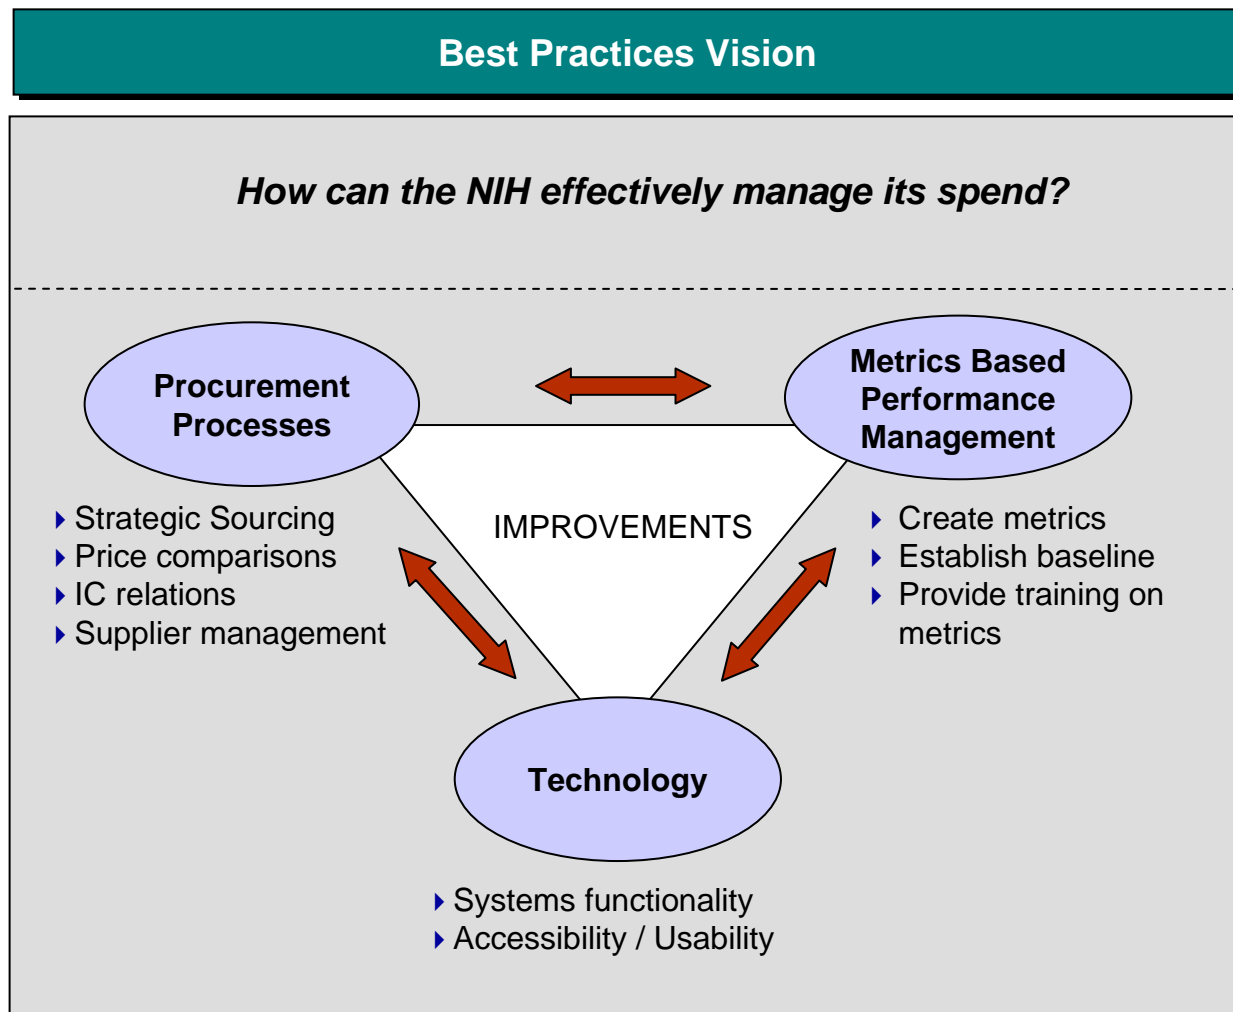 Best Practices Vision
How can the NIH effectively manage its spend?
Procurement
Processes
Metrics Based
Performance
Management
IMPROVEMENTS
Strategic Sourcing
Price comparisons
IC relations
Supplier management
Create metrics
Establish baseline
Provide training on
metrics
Technology
Systems functionality
Accessibility / Usability